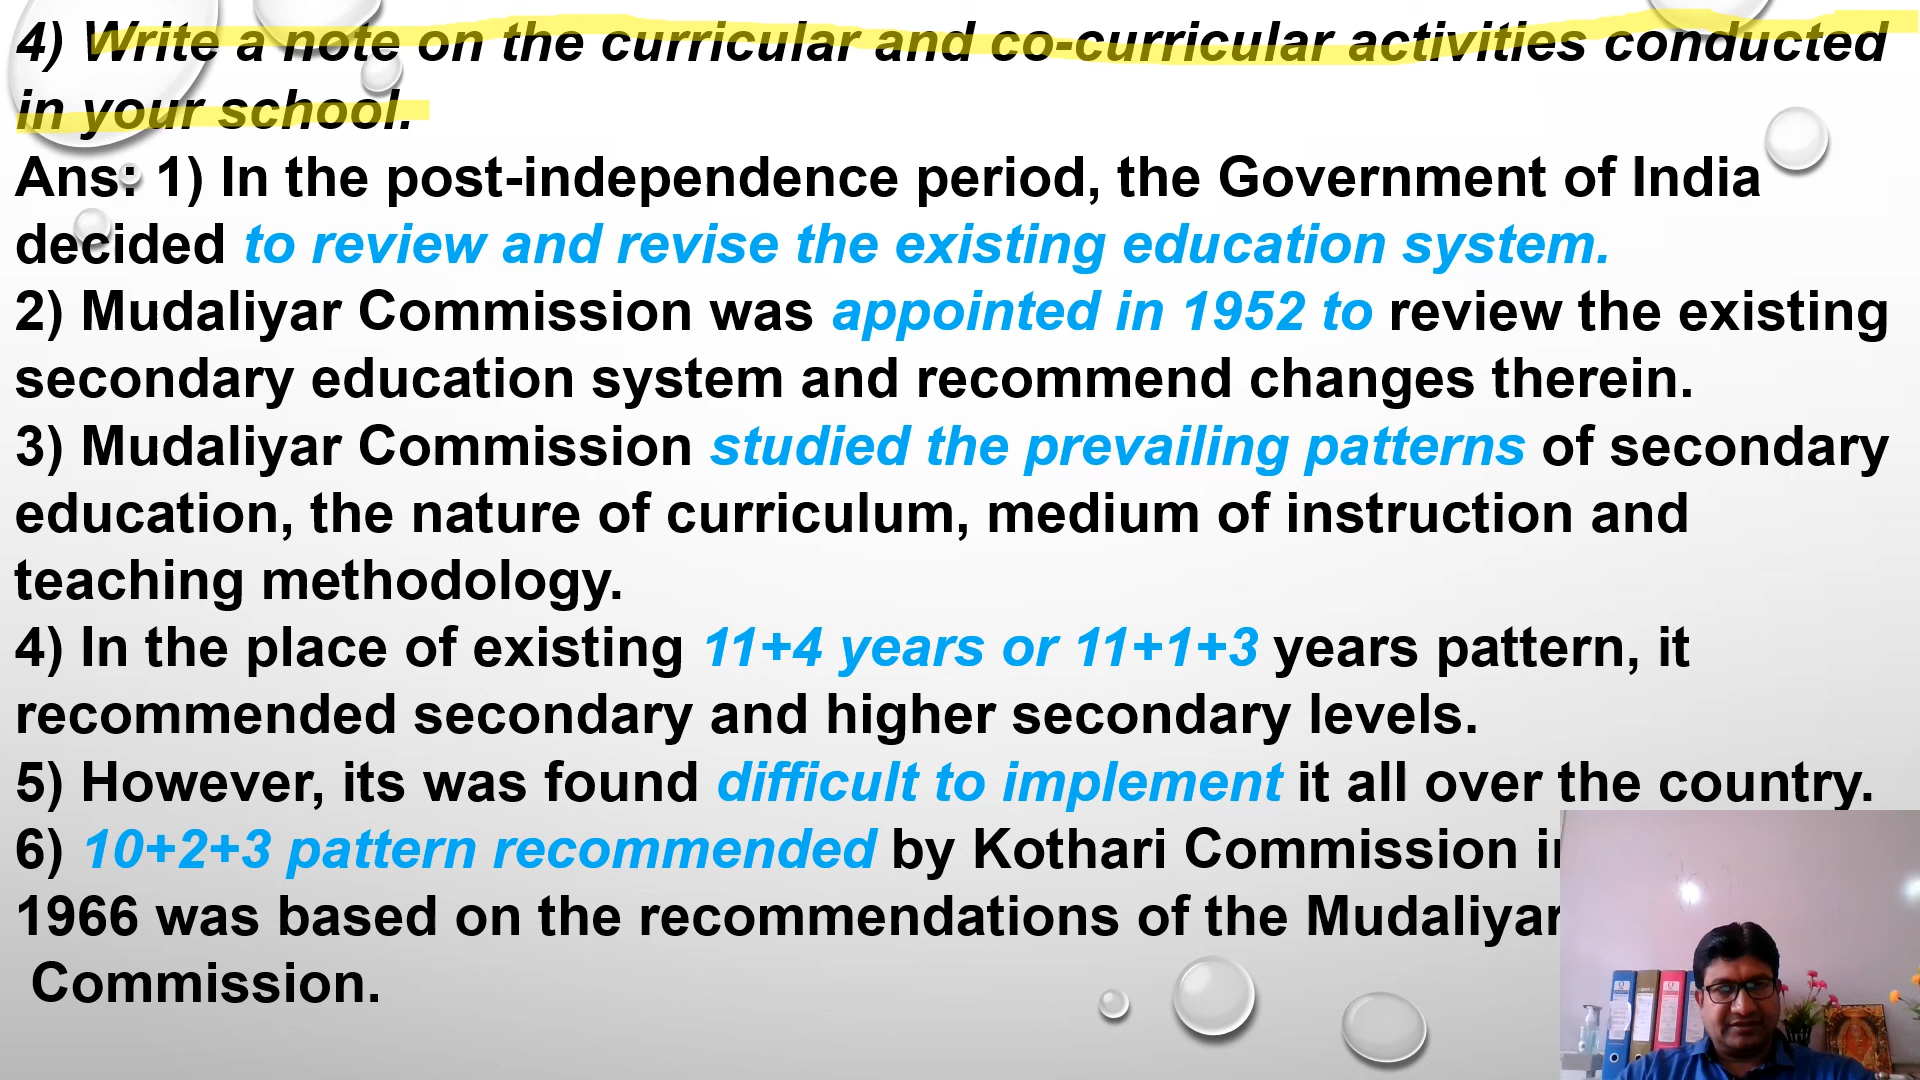 4) Write a note on the curricular and co-curricular activities conducted
in your school.
Ans: 1) In the post-independence period, the Government of India
decided to review and revise the existing education system.
2) Mudaliyar Commission was appointed in 1952 to review the existing
secondary education system and recommend changes therein.
3) Mudaliyar Commission studied the prevailing patterns of secondary
education, the nature of curriculum, medium of instruction and
teaching methodology.
4) In the place of existing 11+4 years or 11+1+3 years pattern, it
recommended secondary and higher secondary levels.
5) However, its was found difficult to implement it all over the country.
6) 10+2+3 pattern recommended by Kothari Commission
1966 was based on the recommendations of the Mudaliyar
Commission.